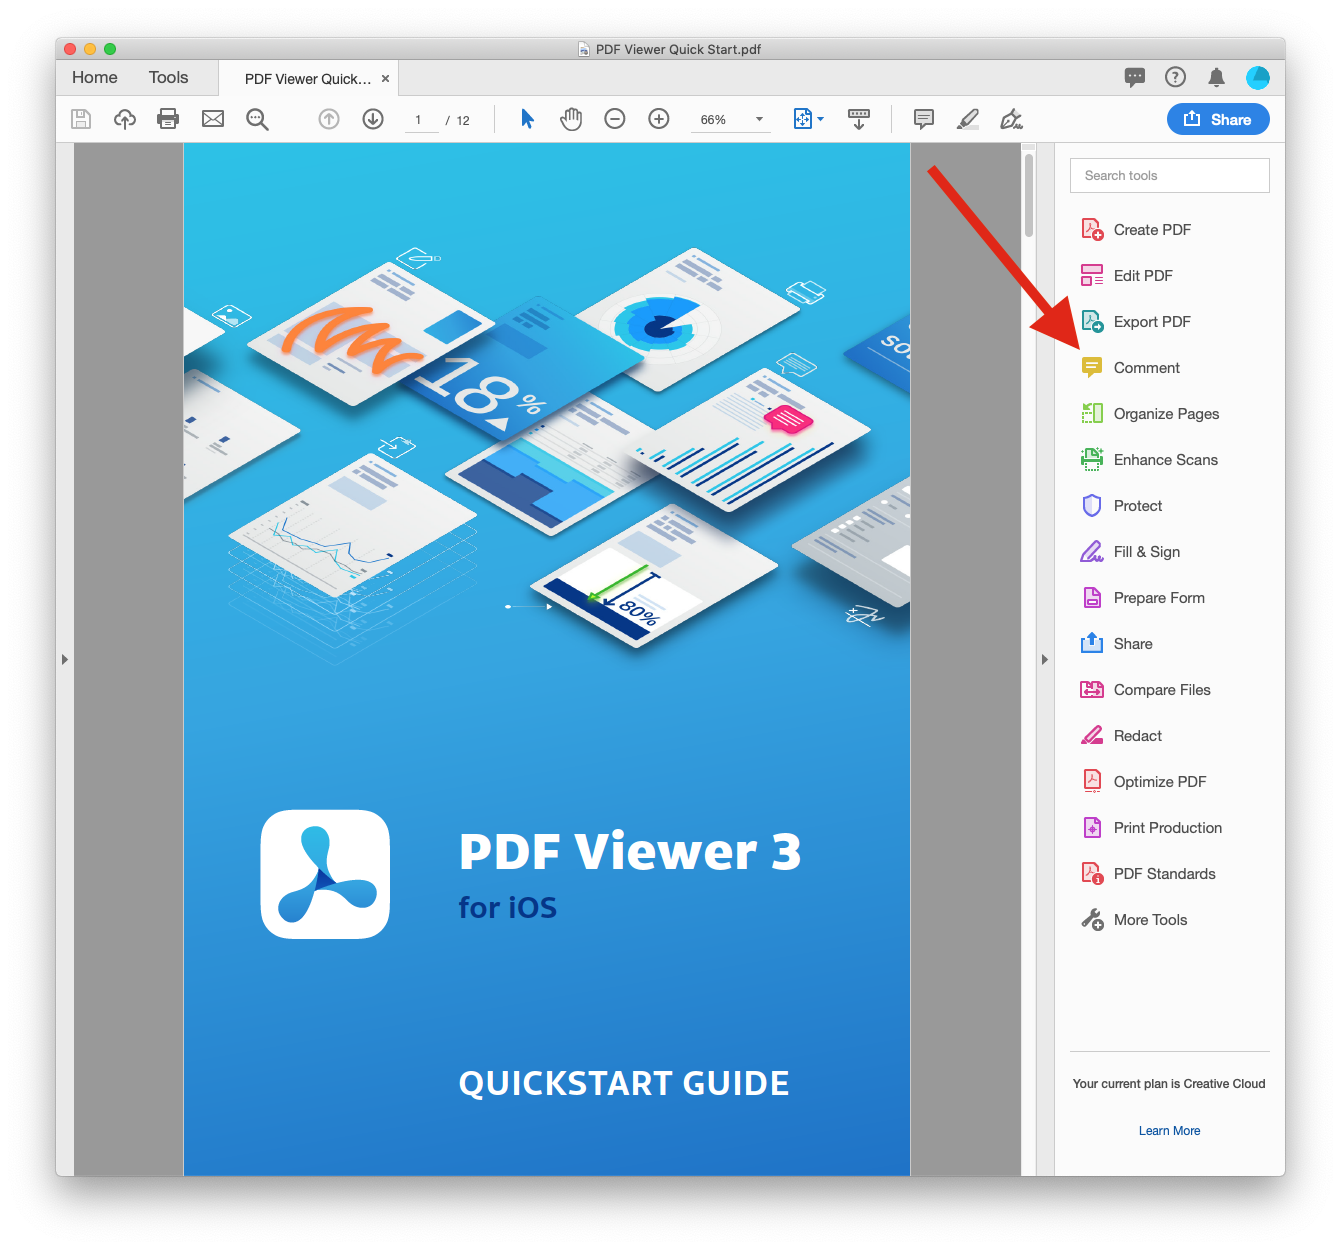 PDF Viewer Quick Start.pdf
Home
Tools
PDF Viewer Quick... ×
1 / 12
66%
Share
Search tools
Create PDF
Edit PDF
Export PDF
Comment
Organize Pages
Enhance Scans
Protect
Fill & Sign
Prepare Form
Share
Compare Files
Redact
Optimize PDF
Print Production
PDF Standards
More Tools
Your current plan is Creative Cloud
Learn More
18%
80%
PDF Viewer 3
for iOS
QUICKSTART GUIDE